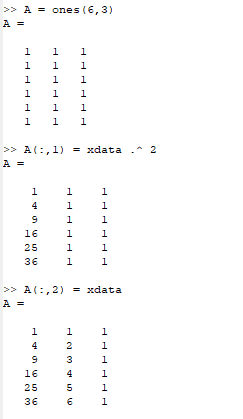 >> A = ones(6,3)
A =
1 1 1
1 1 1
1 1 1
1 1 1
1 1 1
1 1 1
>> A(:,1) = xdata .^ 2
A =
1 1 1
4 1 1
9 1 1
16 1 1
25 1 1
36 1 1
>> A(:,2) = xdata
A =
1 1 1
4 2 1
9 3 1
16 4 1
25 5 1
36 6 1